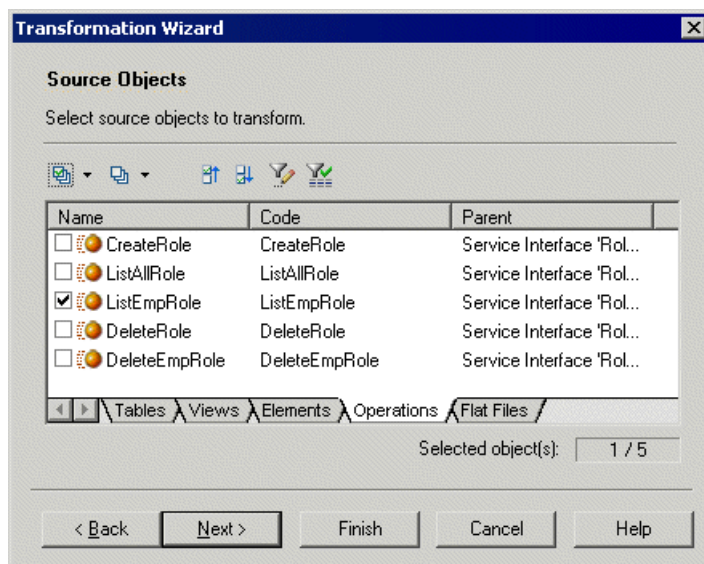 Transformation Wizard
Source Objects
Select source objects to transform.
Name Code Parent
CreateRole CreateRole Service Interface 'Rol...
ListAllRole ListAllRole Service Interface 'Rol...
ListEmpRole ListEmpRole Service Interface 'Rol...
DeleteRole DeleteRole Service Interface 'Rol...
DeleteEmpRole DeleteEmpRole Service Interface 'Rol...
Tables Views Elements Operations Flat Files
Selected object(s): 1 / 5
< Back Next > Finish Cancel Help